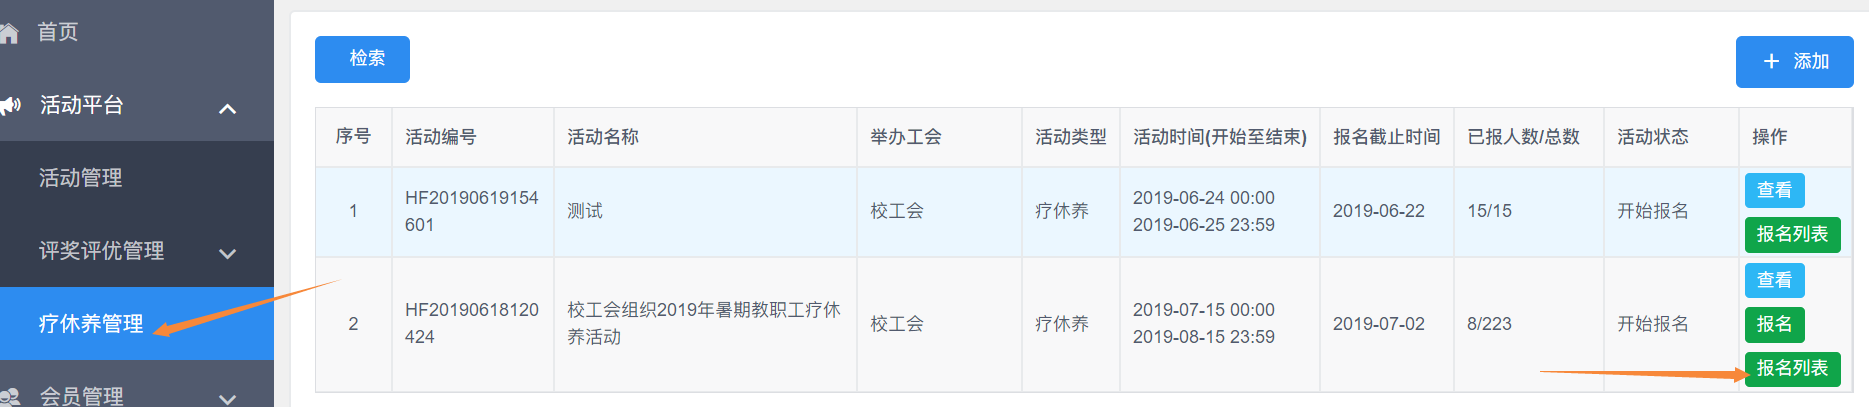 首页
活动平台
活动管理
评奖评优管理
疗休养管理
会员管理
检索
添加
序号 活动编号 活动名称 举办工会 活动类型 活动时间(开始至结束) 报名截止时间 已报人数/总数 活动状态 操作
1 HF20190619154601 测试 校工会 疗休养 2019-06-24 00:00 2019-06-25 23:59 2019-06-22 15/15 开始报名 查看 报名列表
2 HF20190618120424 校工会组织2019年暑期教职工疗休养活动 校工会 疗休养 2019-07-15 00:00 2019-08-15 23:59 2019-07-02 8/223 开始报名 查看 报名 报名列表